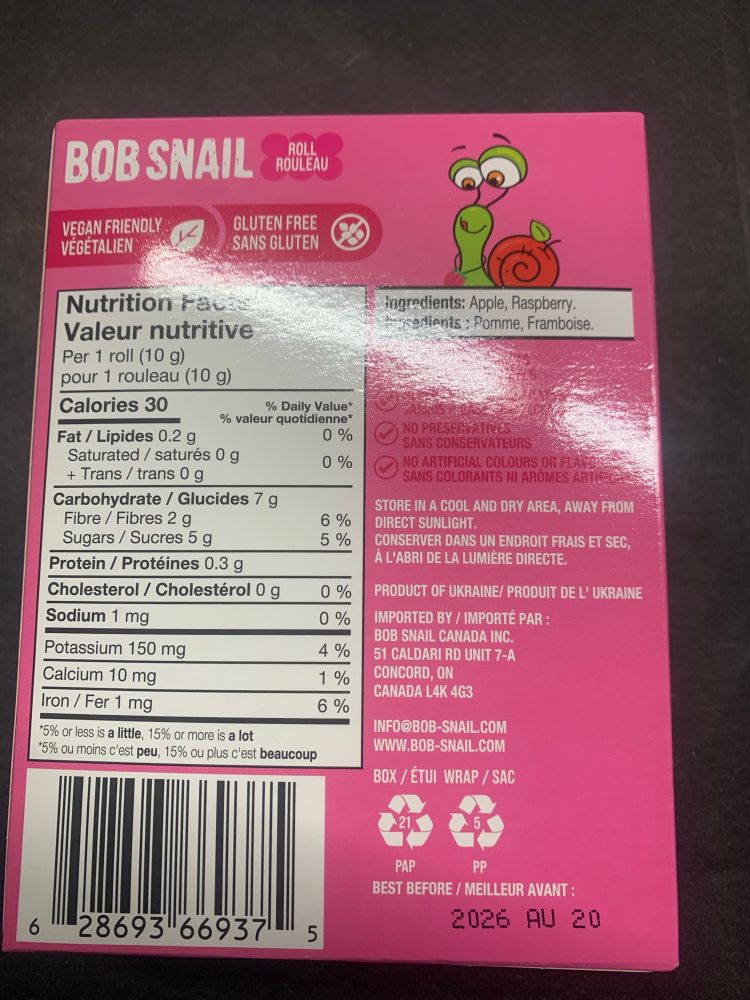 BOB SNAIL
ROLL
ROULEAU
VEGAN FRIENDLY
VÉGÉTALIEN
GLUTEN FREE
SANS GLUTEN
Nutrition Facts
Valeur nutritive
Per 1 roll (10 g)
pour 1 rouleau (10 g)
Calories 30
% Daily Value*
% valeur quotidienne*
Fat / Lipides 0.2 g 0 %
Saturated / saturés 0 g
+ Trans / trans 0 g 0 %
Carbohydrate / Glucides 7 g
Fibre / Fibres 2 g 6 %
Sugars / Sucres 5 g 5 %
Protein / Protéines 0.3 g
Cholesterol / Cholestérol 0 g 0 %
Sodium 1 mg 0 %
Potassium 150 mg 4 %
Calcium 10 mg 1 %
Iron / Fer 1 mg 6 %
*5% or less is a little, 15% or more is a lot
*5% ou moins c'est peu, 15% ou plus c'est beaucoup
6 28693 66937 5
Ingredients: Apple, Raspberry.
Ingrédients : Pomme, Framboise.
NO PRESERVATIVES
SANS CONSERVATEURS
NO ARTIFICIAL COLOURS OR
SANS COLORANTS NI ARÔMES
STORE IN A COOL AND DRY AREA, AWAY FROM
DIRECT SUNLIGHT.
CONSERVER DANS UN ENDROIT FRAIS ET SEC,
À L'ABRI DE LA LUMIÈRE DIRECTE.
PRODUCT OF UKRAINE/ PRODUIT DE L' UKRAINE
IMPORTED BY / IMPORTÉ PAR :
BOB SNAIL CANADA INC.
51 CALDARI RD UNIT 7-A
CONCORD, ON
CANADA L4K 4G3
INFO@BOB-SNAIL.COM
WWW.BOB-SNAIL.COM
BOX / ÉTUI WRAP / SAC
21 5
PAP PP
BEST BEFORE / MEILLEUR AVANT :
2026 AU 20